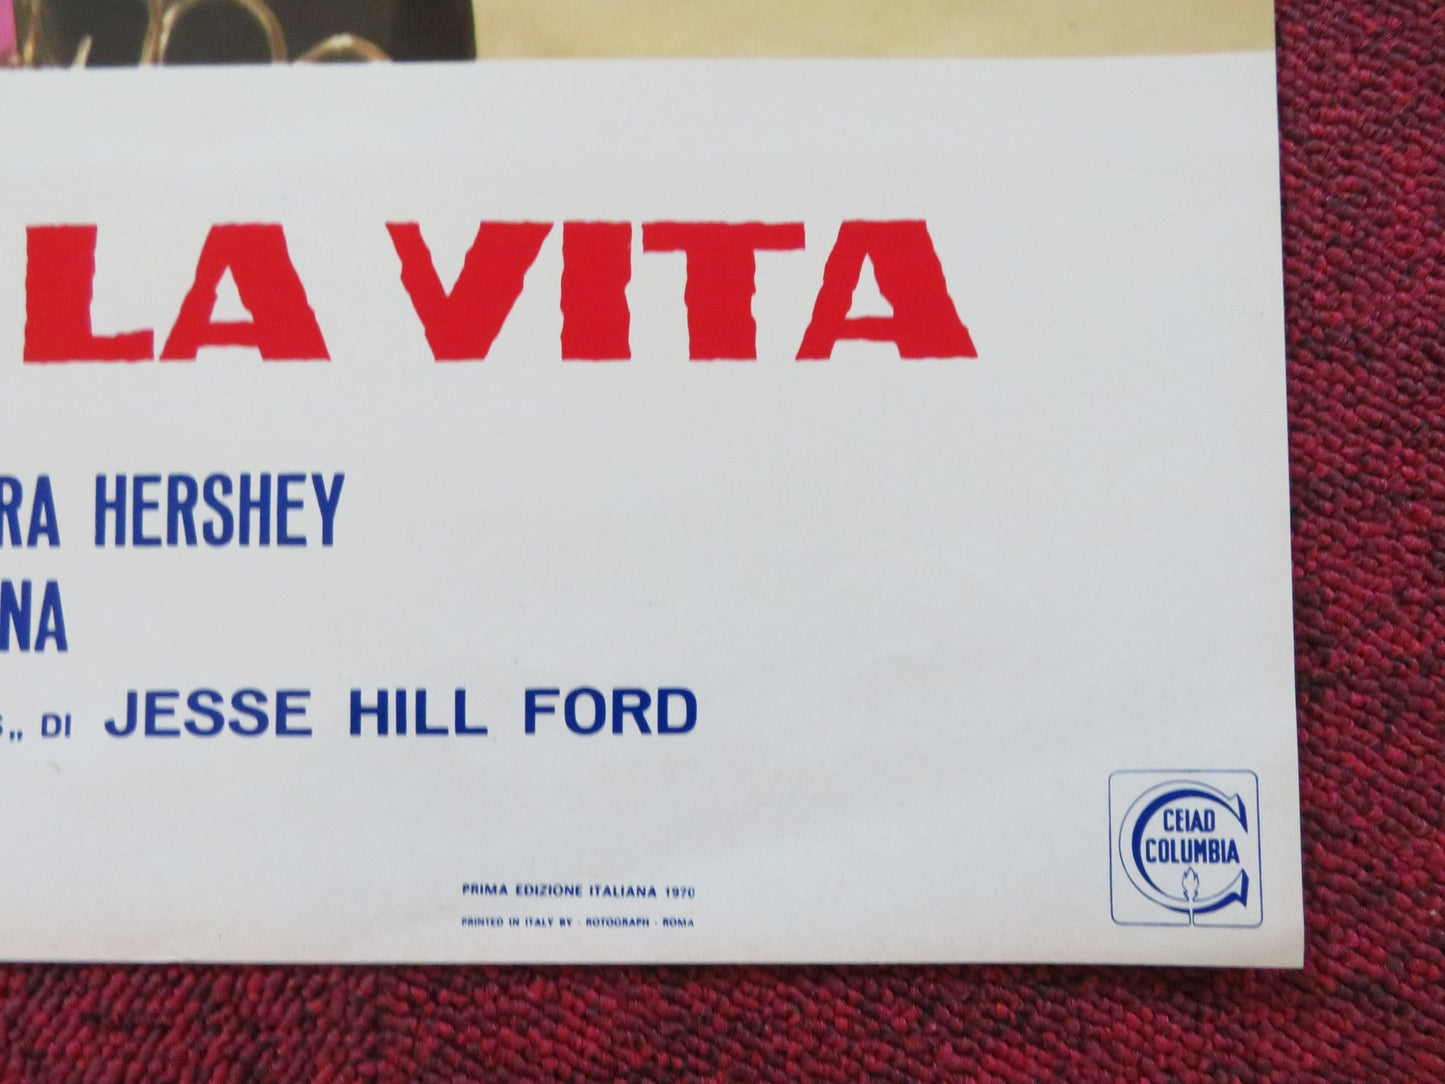 LA VITA
RA HERSHEY
NA
S„ DI JESSE HILL FORD
CEIAD
COLUMBIA
PRIMA EDIZIONE ITALIANA 1970
PRINTED IN ITALY BY - ROTOGRAPH - ROMA